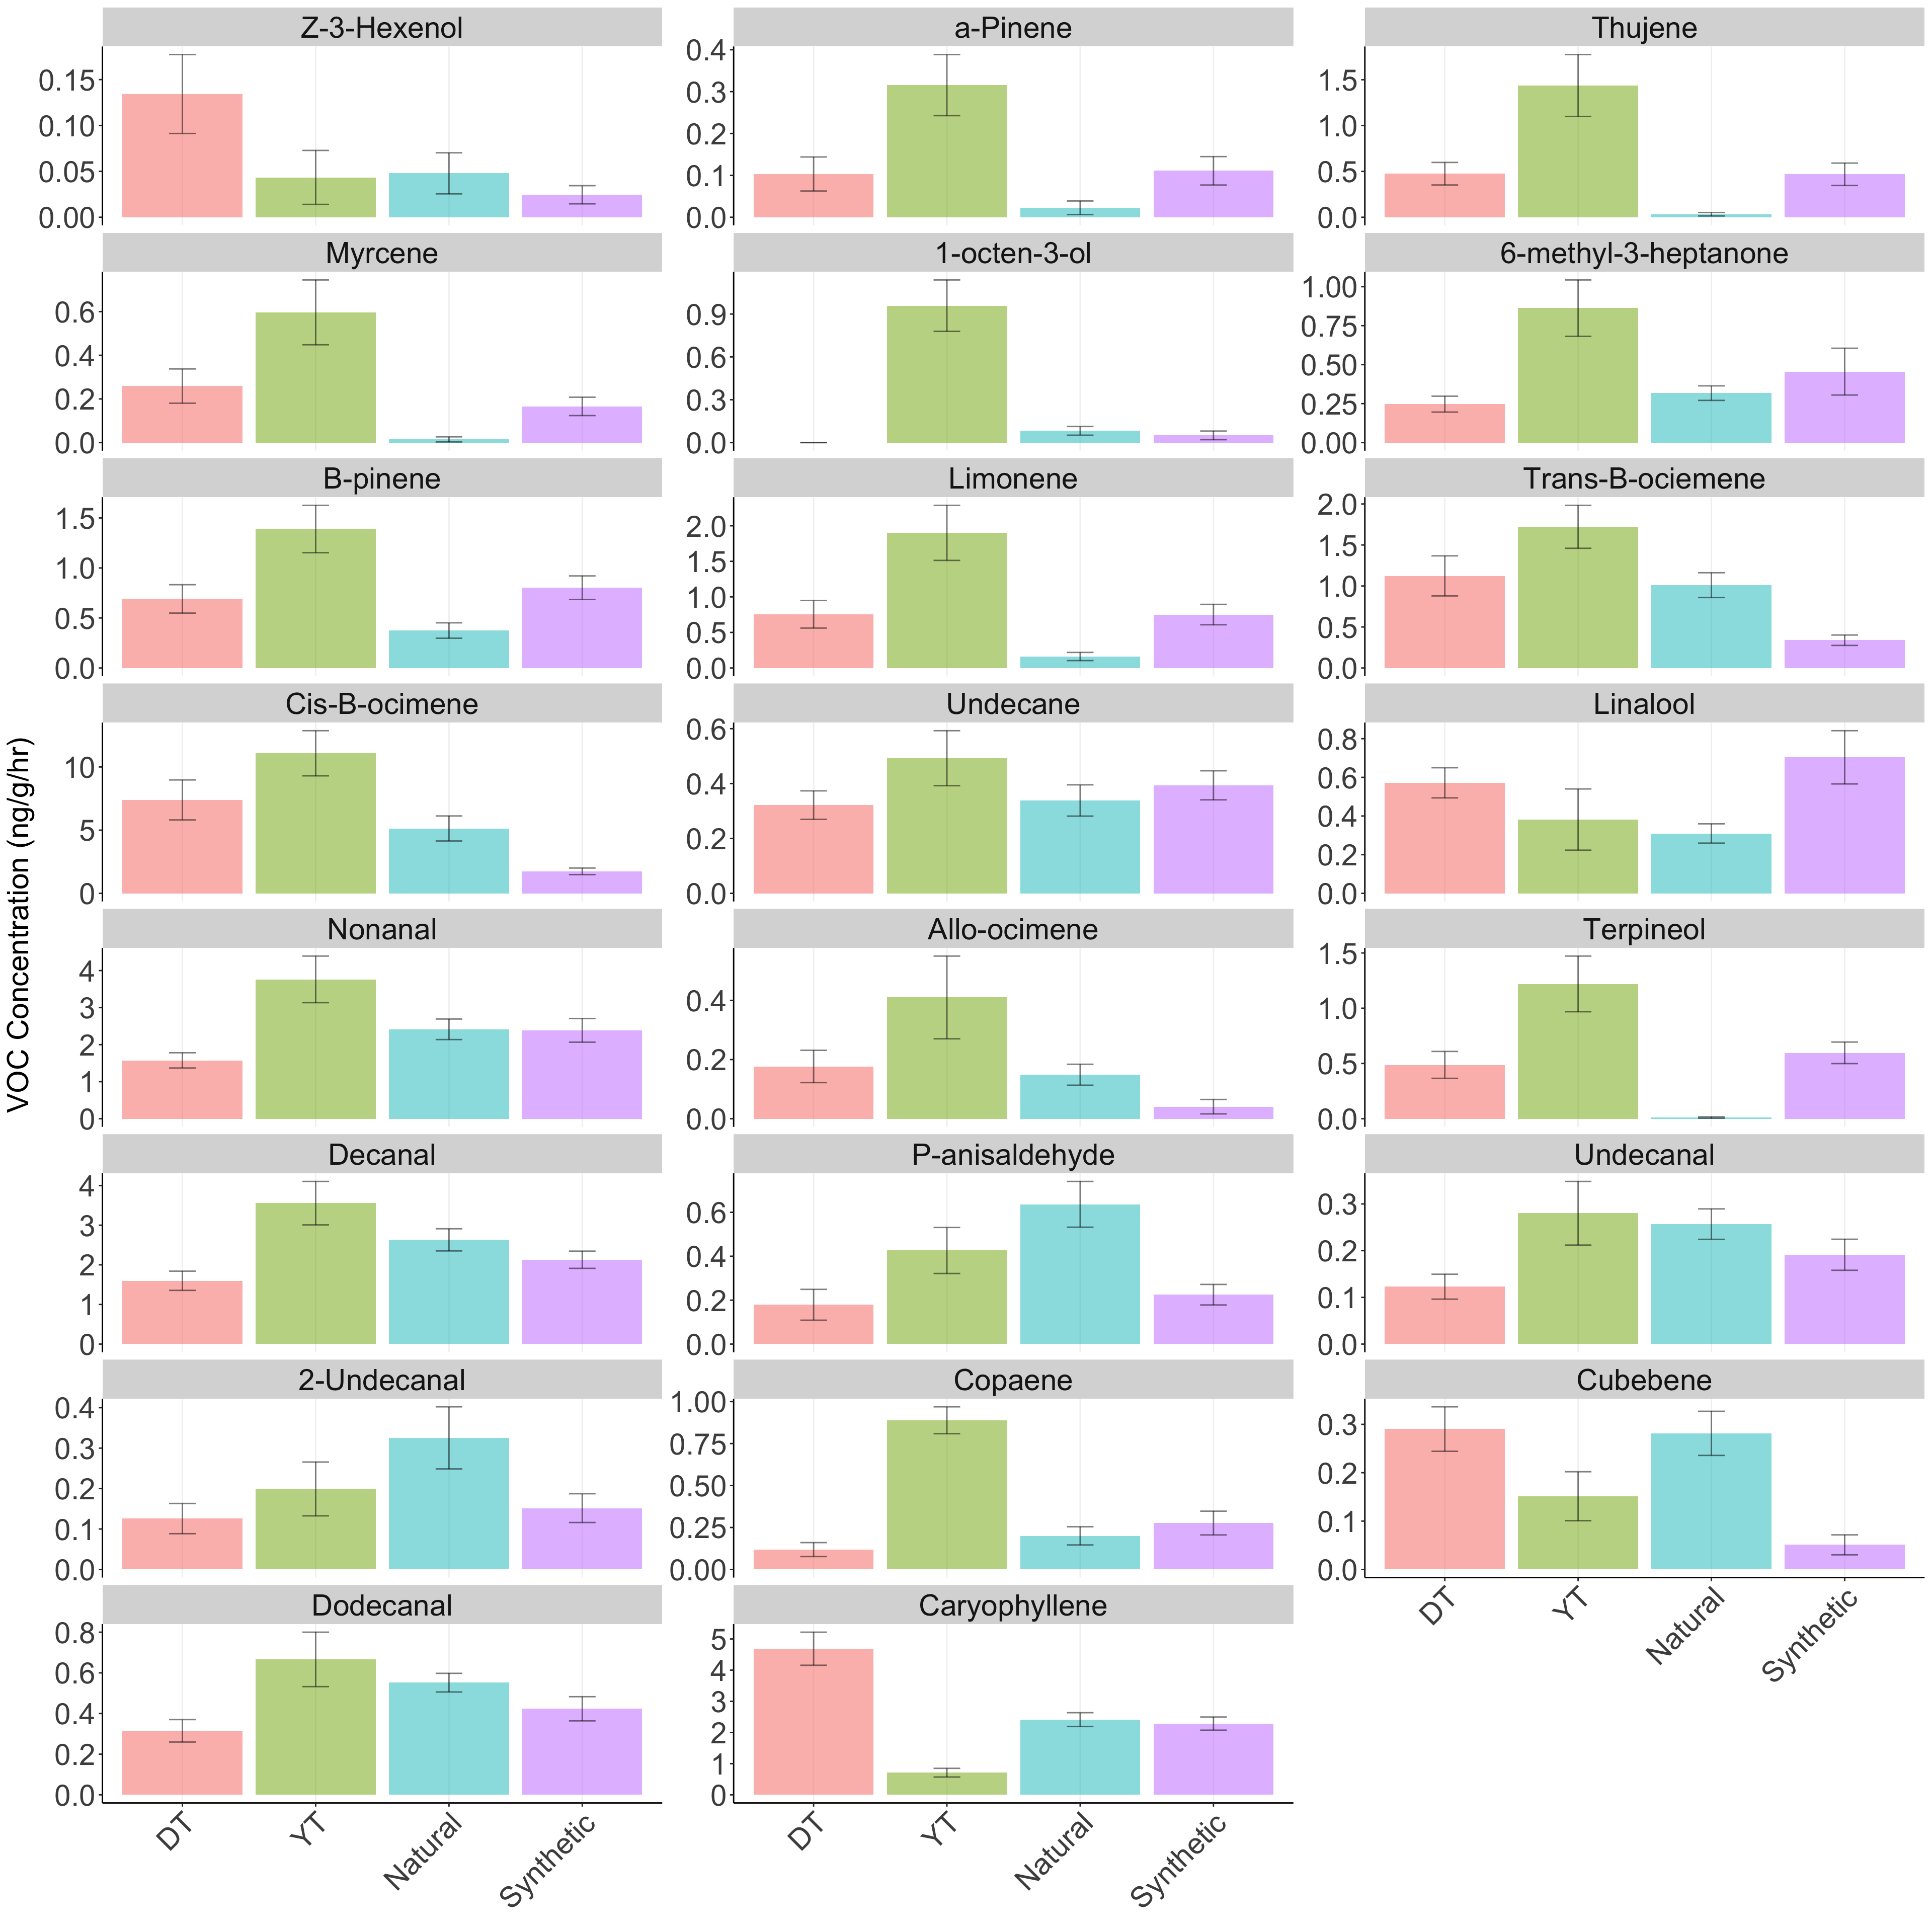 Z-3-Hexenol
a-Pinene
Thujene
0.15
0.10
0.05
0.00
0.4
0.3
0.2
0.1
0.0
1.5
1.0
0.5
0.0
Myrcene
1-octen-3-ol
6-methyl-3-heptanone
0.6
0.4
0.2
0.0
0.9
0.6
0.3
0.0
1.00
0.75
0.50
0.25
0.00
B-pinene
Limonene
Trans-B-ociemene
1.5
1.0
0.5
0.0
2.0
1.5
1.0
0.5
0.0
2.0
1.5
1.0
0.5
0.0
Cis-B-ocimene
Undecane
Linalool
10
5
0
0.6
0.4
0.2
0.0
0.8
0.6
0.4
0.2
0.0
VOC Concentration (ng/g/hr)
Nonanal
Allo-ocimene
Terpineol
4
3
2
1
0
0.4
0.2
0.0
1.5
1.0
0.5
0.0
Decanal
P-anisaldehyde
Undecanal
4
3
2
1
0
0.6
0.4
0.2
0.0
0.3
0.2
0.1
0.0
2-Undecanal
Copaene
Cubebene
0.4
0.3
0.2
0.1
0.0
1.00
0.75
0.50
0.25
0.00
0.3
0.2
0.1
0.0
DT
YT
Natural
Synthetic
Dodecanal
Caryophyllene
0.8
0.6
0.4
0.2
0.0
5
4
3
2
1
0
DT
YT
Natural
Synthetic
DT
YT
Natural
Synthetic